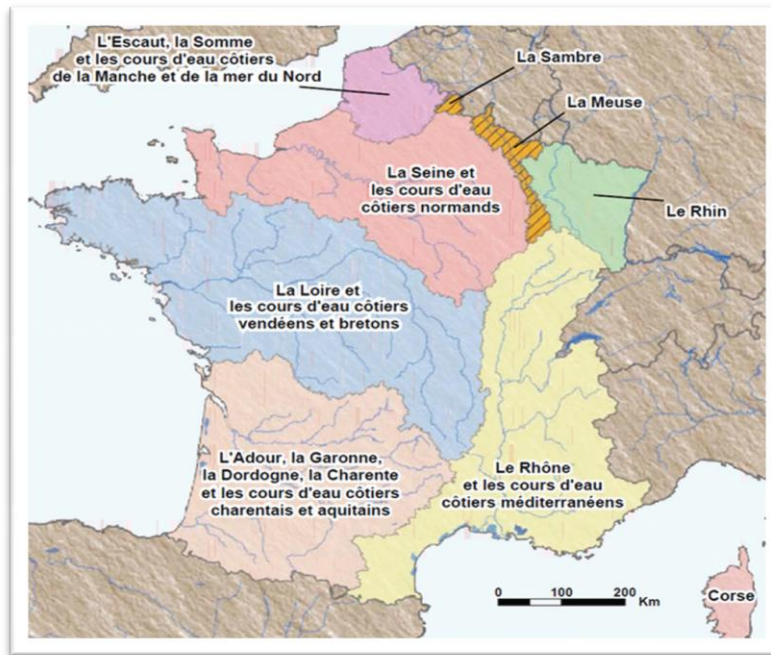 L'Escaut, la Somme
et les cours d'eau côtiers
de la Manche et de la mer du Nord
La Sambre
La Meuse
La Seine et
les cours d'eau
côtiers normands
Le Rhin
La Loire et
les cours d'eau côtiers
vendéens et bretons
L'Adour, la Garonne,
la Dordogne, la Charente
et les cours d'eau côtiers
charentais et aquitains
Le Rhône
et les cours d'eau
côtiers méditerranéens
0 100 200
Km
Corse